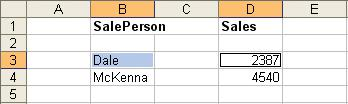 A B C D E
1 SalePerson Sales
2
3 Dale 2387
4 McKenna 4540
5